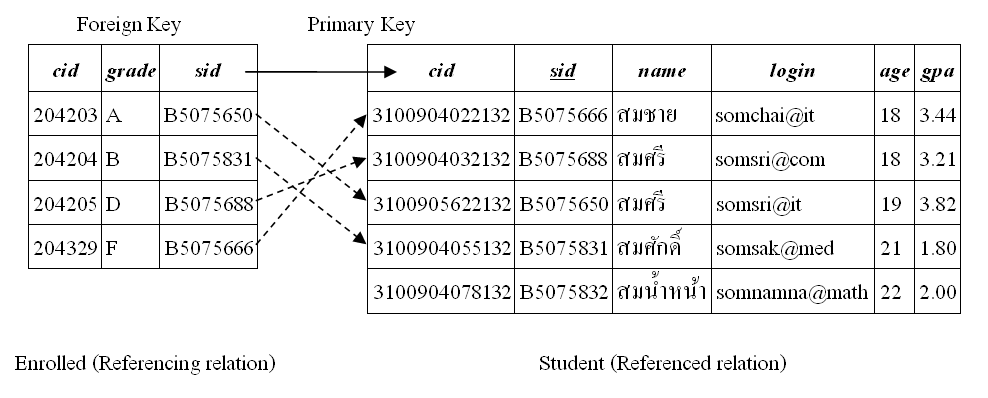 Foreign Key Primary Key
cid grade sid cid sid name login age gpa
204203 A B5075650 3100904022132 B5075666 สมชาย somchai@it 18 3.44
204204 B B5075831 3100904032132 B5075688 สมศรี somsri@com 18 3.21
204205 D B5075688 3100905622132 B5075650 สมศรี somsri@it 19 3.82
204329 F B5075666 3100904055132 B5075831 สมศักดิ์ somsak@med 21 1.80
3100904078132 B5075832 สมน้ำหน้า somnamna@math 22 2.00
Enrolled (Referencing relation) Student (Referenced relation)